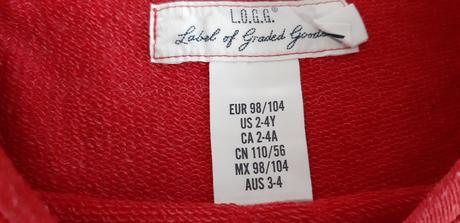 L.O.G.G.®
Label of Graded Goods
EUR 98/104
US 2-4Y
CA 2-4A
CN 110/56
MX 98/104
AUS 3-4